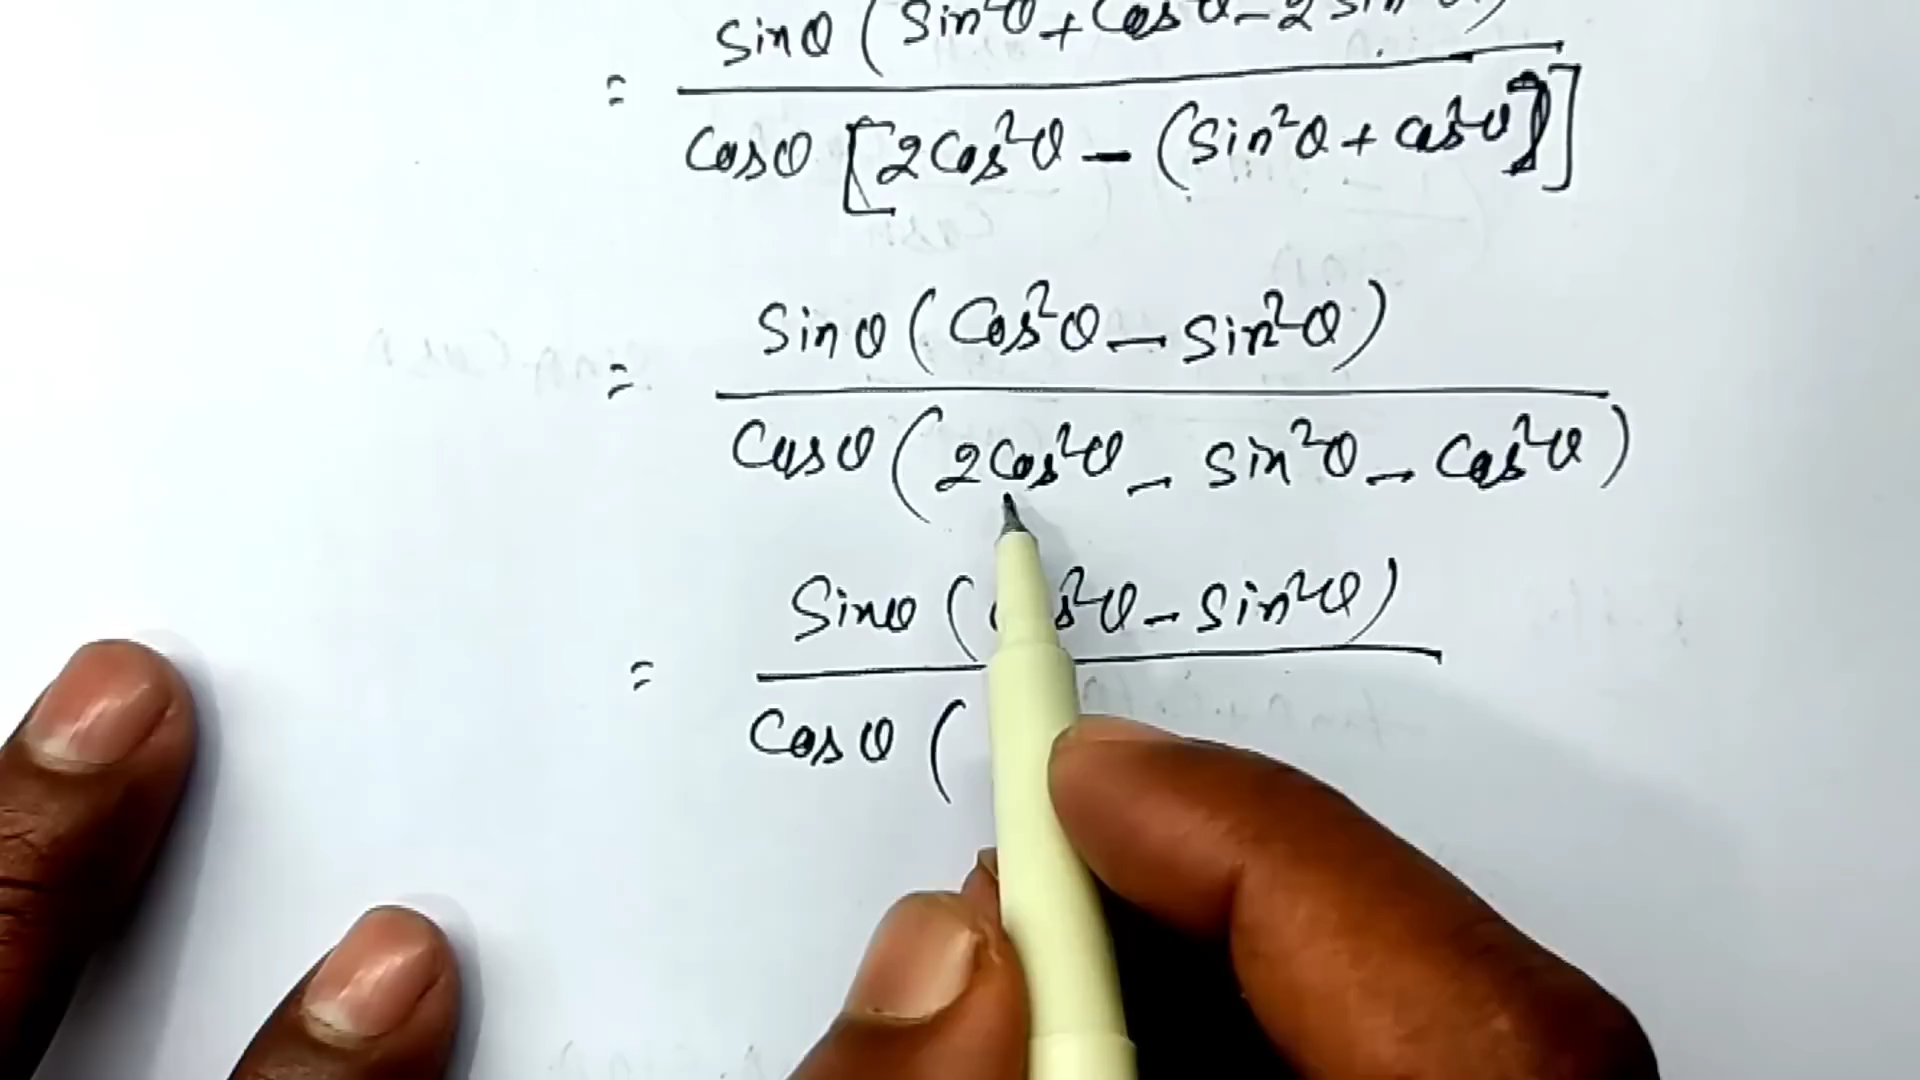 Sinθ (Sin²θ + Cos²θ - 2 Sin²θ)
=
Cosθ [2Cos²θ - (Sin²θ + Cos²θ)]
Sinθ (Cos²θ - Sin²θ)
=
Cosθ (2Cos²θ - Sin²θ - Cos²θ)
Sinθ ( s²θ - Sin²θ)
=
Cosθ (